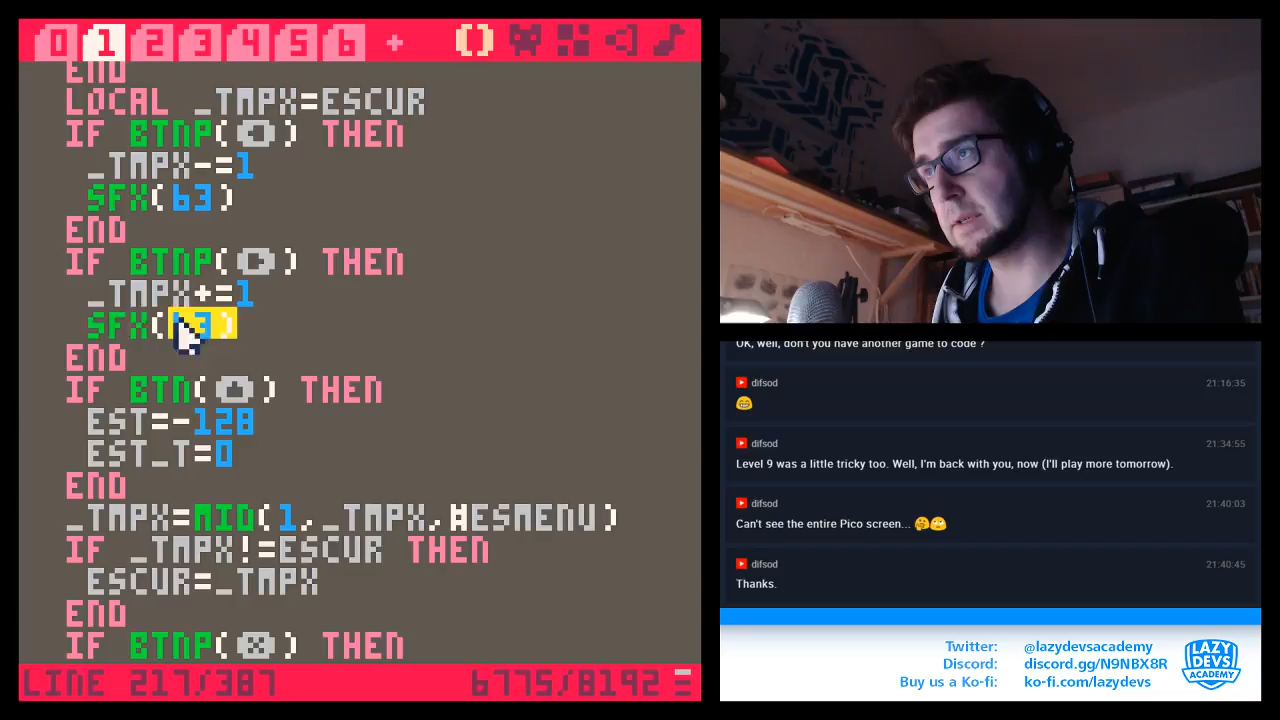 0 1 2 3 4 5 6 +
END
LOCAL _TMPX=ESCUR
IF BTNP(⬅️) THEN
_TMPX-=1
SFX(63)
END
IF BTNP(➡️) THEN
_TMPX+=1
SFX(63)
END
IF BTN(⬆️) THEN
EST=-128
EST_T=0
END
_TMPX=MID(1,_TMPX,#ESMENU)
IF _TMPX!=ESCUR THEN
ESCUR=_TMPX
END
IF BTNP(❎) THEN
LINE 217/387
6775/8192
OK, well, don't you have another game to code ?
difsod 21:16:35
😂
difsod 21:34:55
Level 9 was a little tricky too. Well, I'm back with you, now (I'll play more tomorrow).
difsod 21:40:03
Can't see the entire Pico screen... 🤔🙄
difsod 21:40:45
Thanks.
Twitter: @lazydevsacademy
Discord: discord.gg/N9NBX8R
Buy us a Ko-fi: ko-fi.com/lazydevs
LAZY
DEVS
ACADEMY